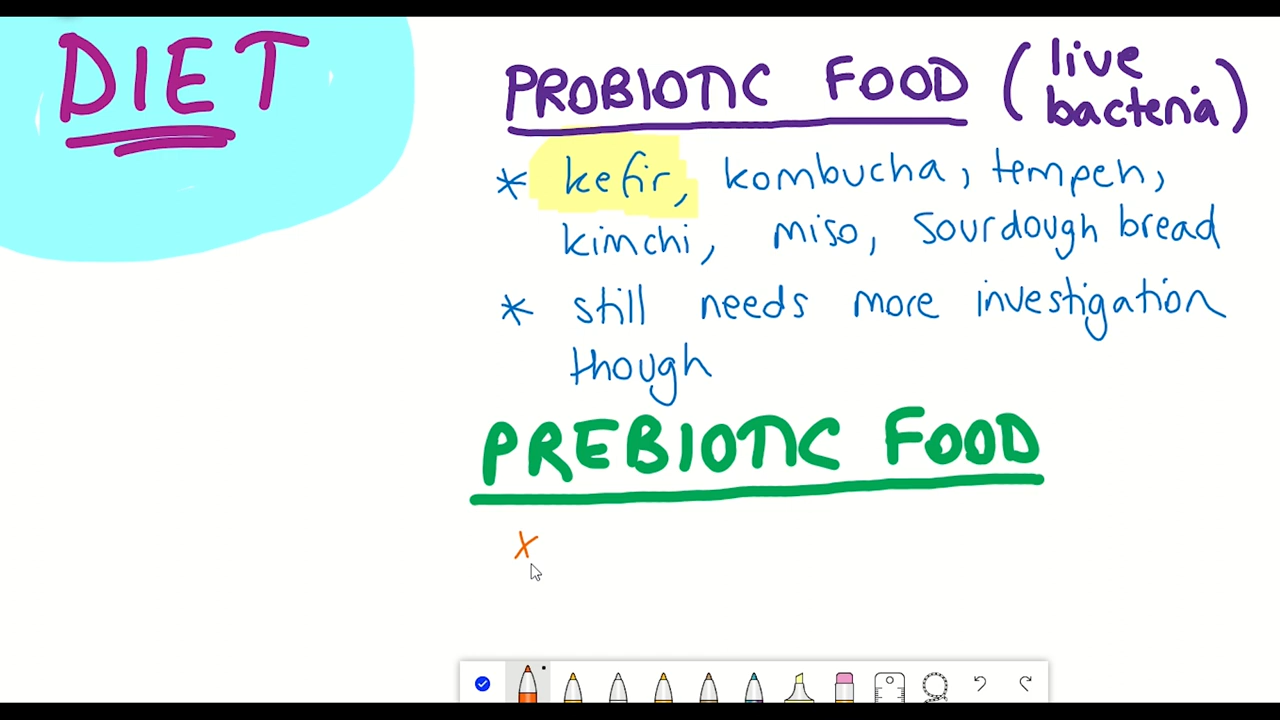 DIET
PROBIOTIC FOOD (live bacteria)
* kefir, kombucha, tempeh,
kimchi, miso, sourdough bread
* still needs more investigation
though
PREBIOTIC FOOD